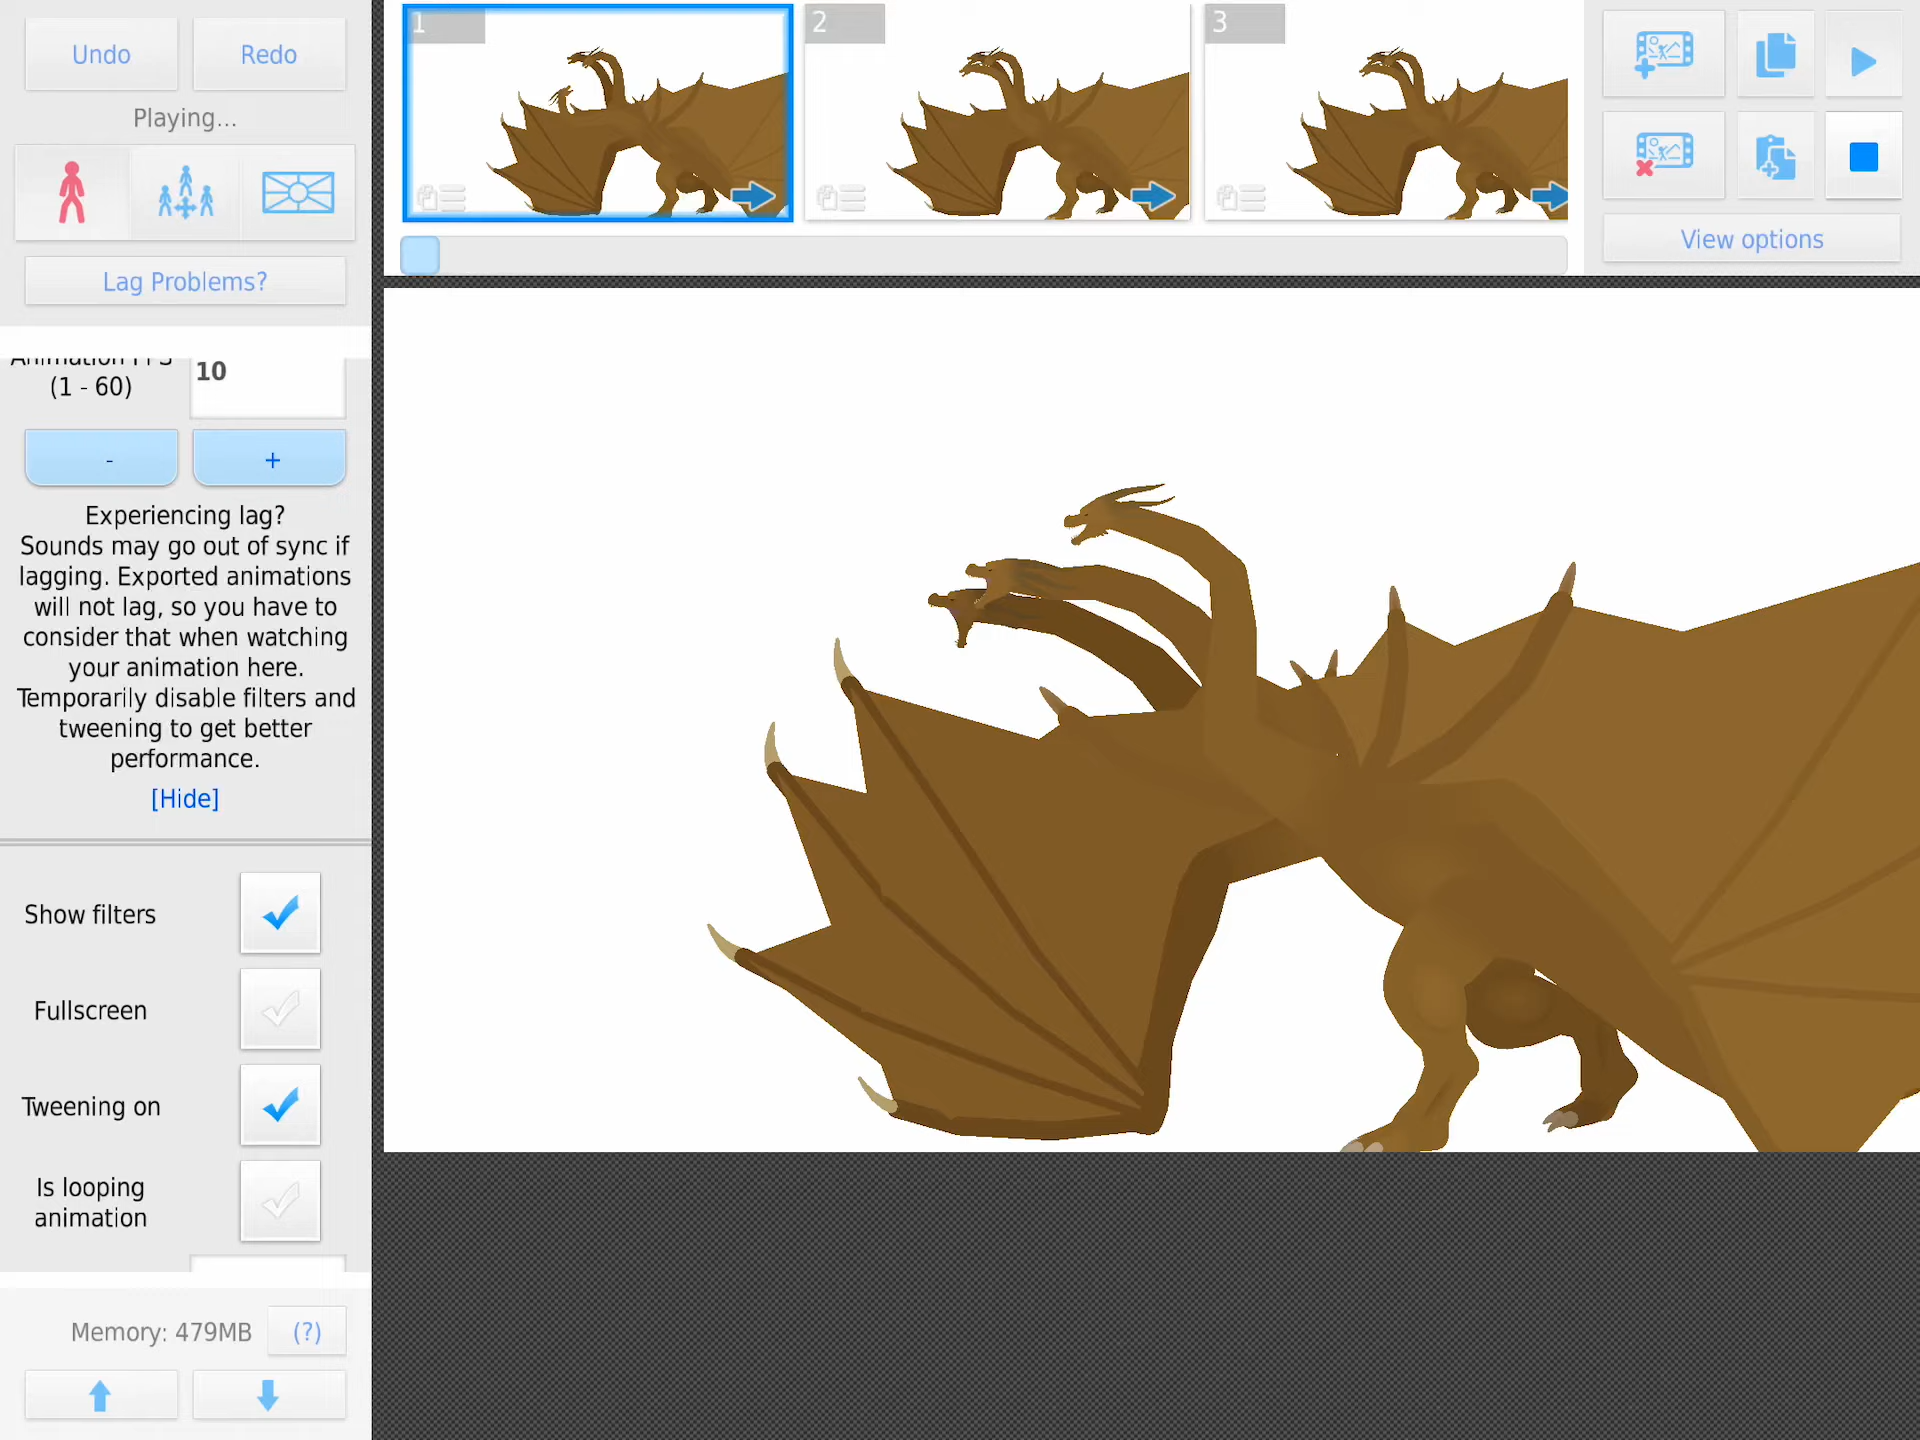 Undo
Redo
Playing...
Lag Problems?
Animation FPS
(1 - 60)
10
-
+
Experiencing lag?
Sounds may go out of sync if
lagging. Exported animations
will not lag, so you have to
consider that when watching
your animation here.
Temporarily disable filters and
tweening to get better
performance.
[Hide]
Show filters
Fullscreen
Tweening on
Is looping
animation
Memory: 479MB
(?)
1
2
3
View options